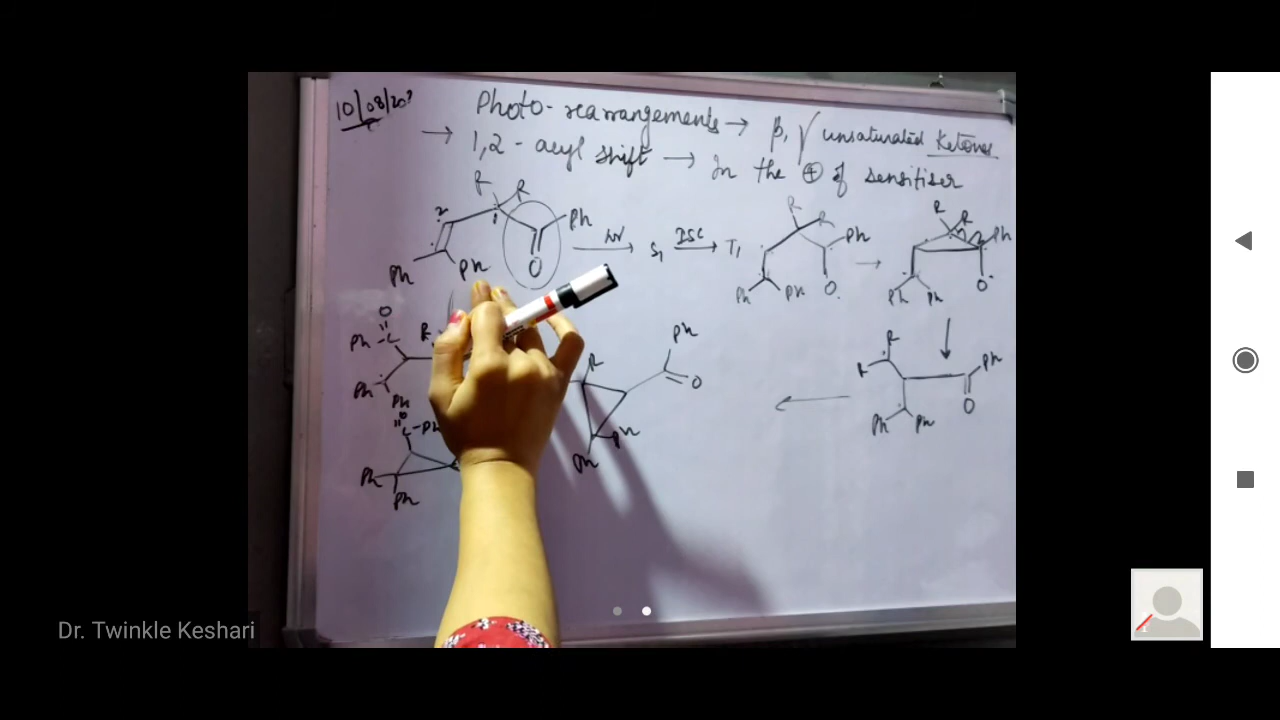 10/08/20
Photo-rearrangements → β,γ unsaturated Ketones
→ 1,2-acyl shift → In the ⊕ of sensitiser
R R
2 1 Ph
O
Ph Ph
hν → S₁ ISC → T₁
R R
Ph
O
Ph Ph
→
R R
Ph
O
Ph Ph
O
Ph-C R
Ph
Ph
O
C-Ph
Ph
Ph
R
Ph
O
Ph
Ph
←
R
R
Ph
O
Ph Ph
Dr. Twinkle Keshari